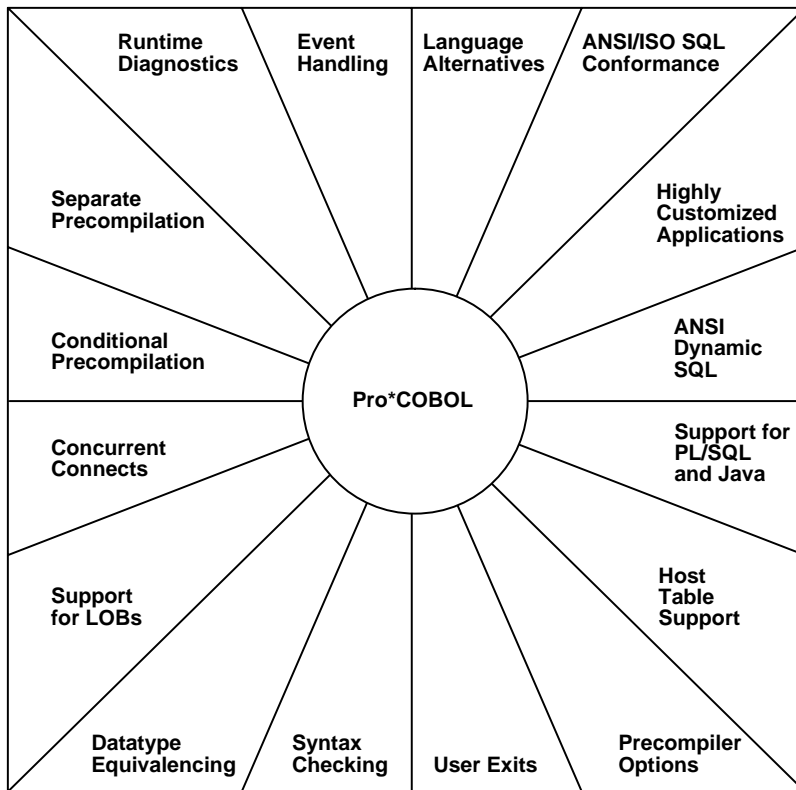 Runtime
Diagnostics
Event
Handling
Language
Alternatives
ANSI/ISO SQL
Conformance
Separate
Precompilation
Highly
Customized
Applications
Conditional
Precompilation
ANSI
Dynamic
SQL
Pro*COBOL
Concurrent
Connects
Support for
PL/SQL
and Java
Support
for LOBs
Host
Table
Support
Datatype
Equivalencing
Syntax
Checking
User Exits
Precompiler
Options